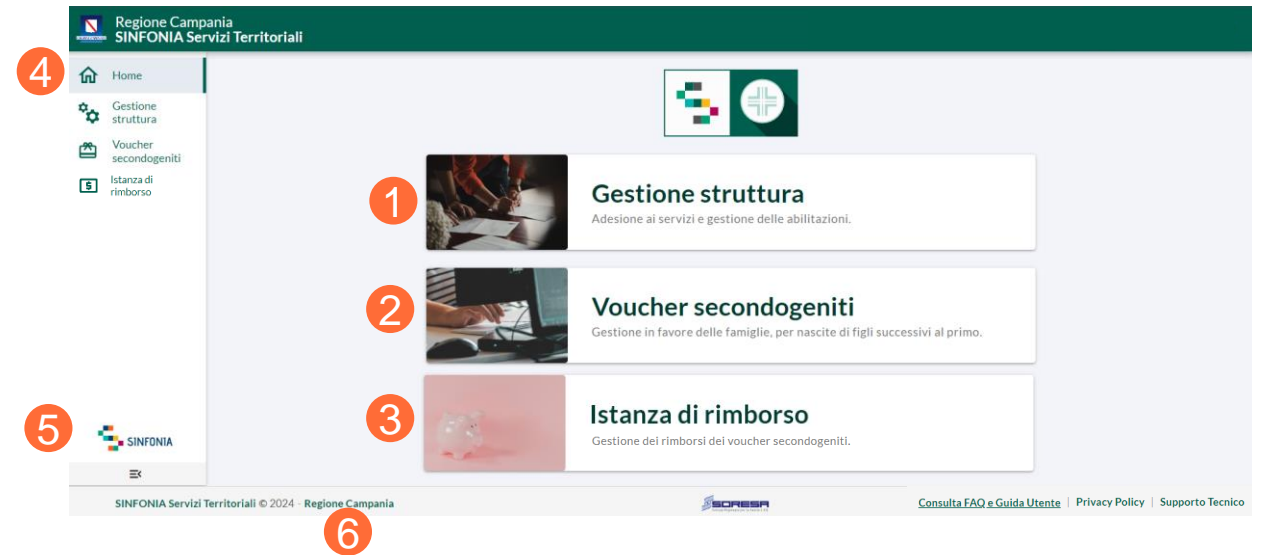 Regione Campania
SINFONIA Servizi Territoriali
4
Home
Gestione
struttura
Voucher
secondogeniti
Istanza di
rimborso
1
Gestione struttura
Adesione ai servizi e gestione delle abilitazioni.
2
Voucher secondogeniti
Gestione in favore delle famiglie, per nascite di figli successivi al primo.
3
Istanza di rimborso
Gestione dei rimborsi dei voucher secondogeniti.
5
SINFONIA
SINFONIA Servizi Territoriali © 2024 - Regione Campania
SORESA
Consulta FAQ e Guida Utente | Privacy Policy | Supporto Tecnico
6